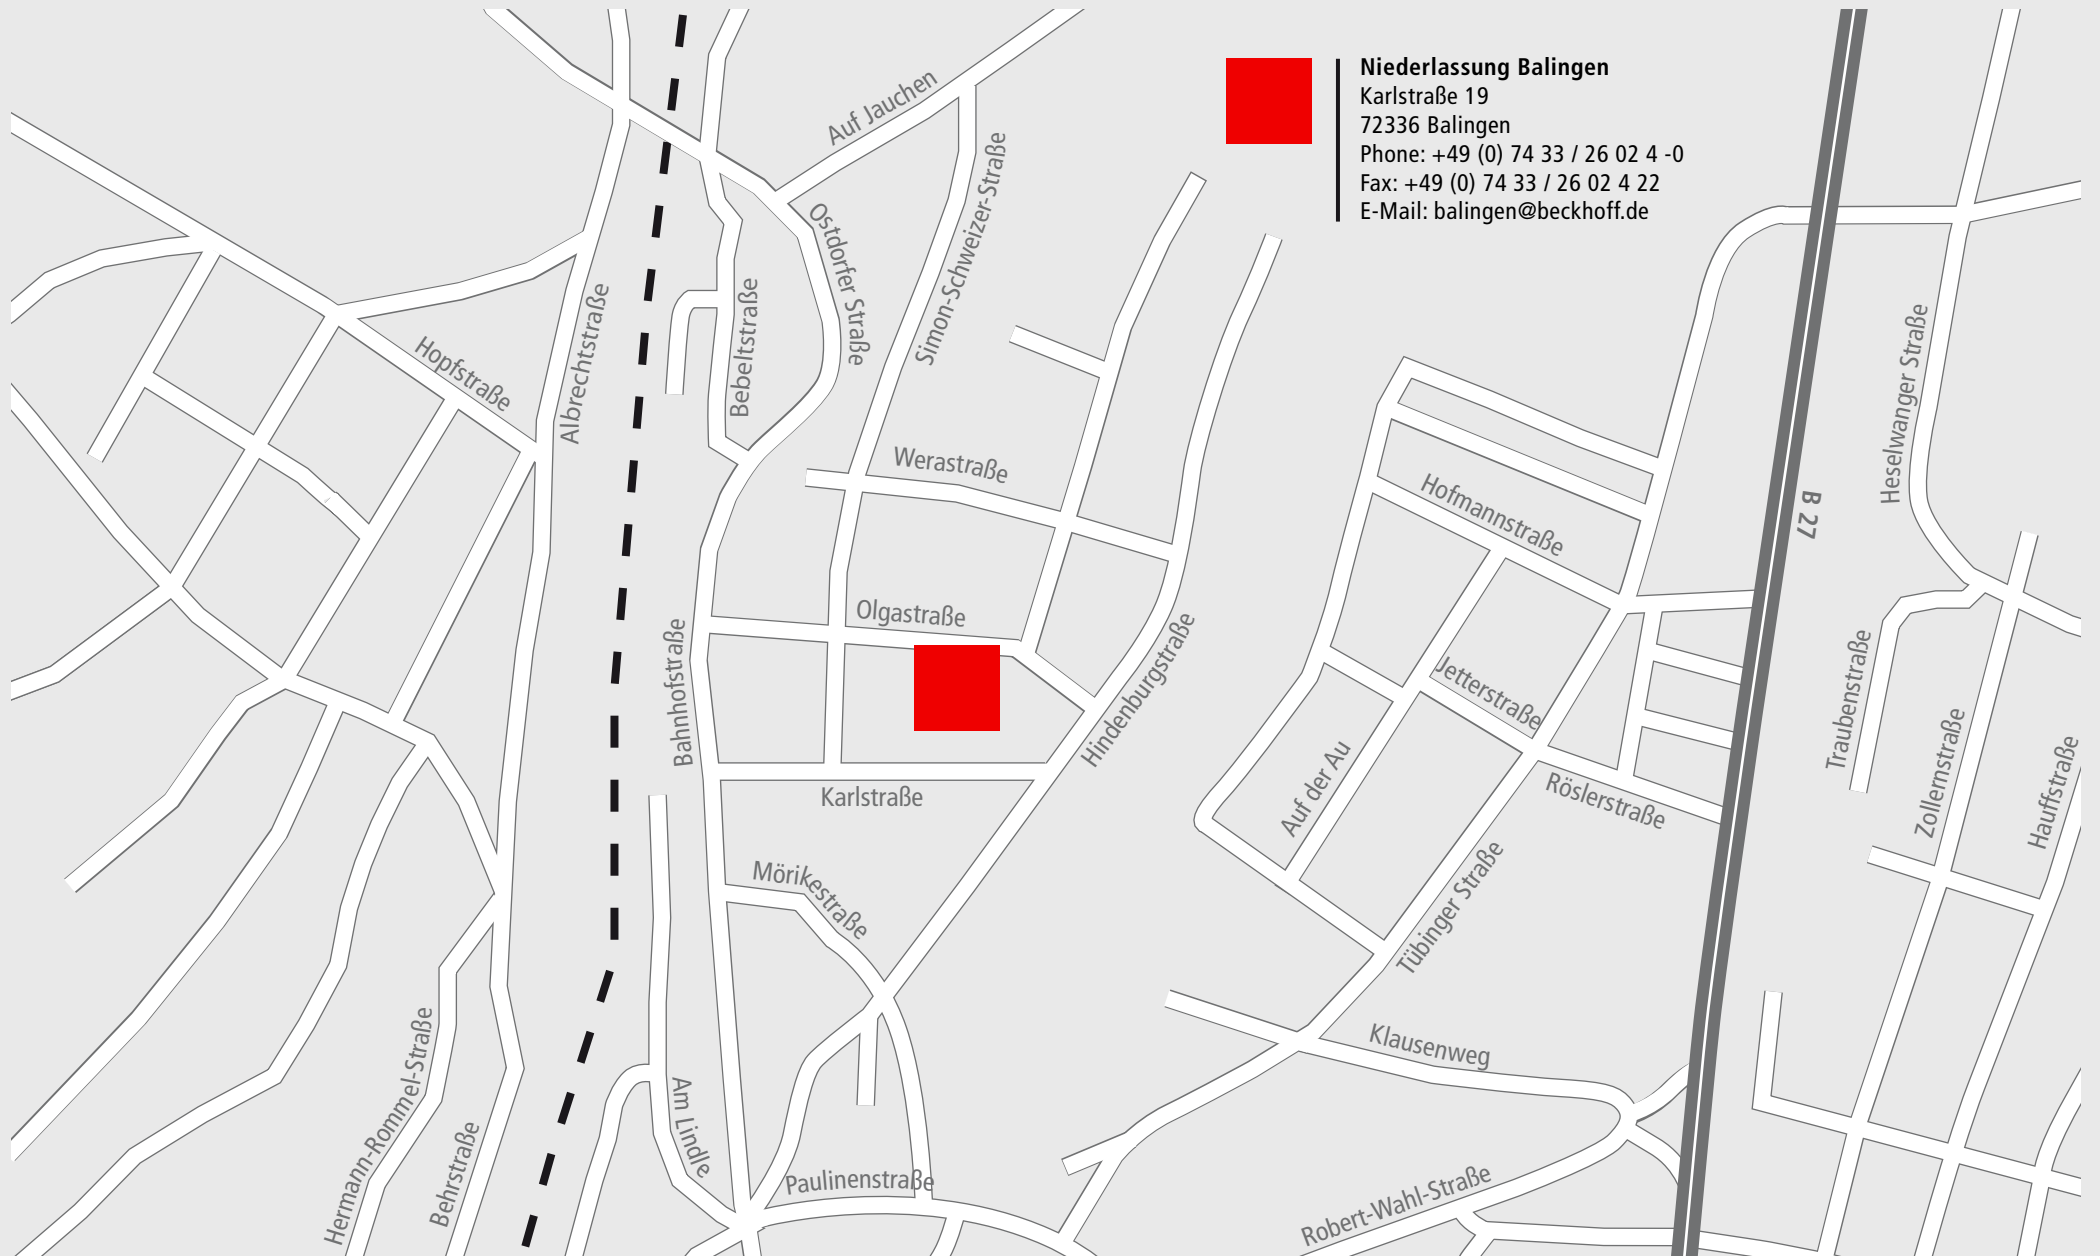 Niederlassung Balingen
Karlstraße 19
72336 Balingen
Phone: +49 (0) 74 33 / 26 02 4 -0
Fax: +49 (0) 74 33 / 26 02 4 22
E-Mail: balingen@beckhoff.de
Auf Jauchen
Simon-Schweizer-Straße
Ostdorfer Straße
Bebeltstraße
Albrechtstraße
Hopfstraße
Werastraße
Olgastraße
Bahnhofstraße
Hindenburgstraße
Karlstraße
Mörikestraße
Hofmannstraße
Jetterstraße
Auf der Au
Röslerstraße
Tübinger Straße
B 27
Heselwanger Straße
Traubenstraße
Zollernstraße
Hauffstraße
Klausenweg
Robert-Wahl-Straße
Paulinenstraße
Am Lindle
Hermann-Rommel-Straße
Behrstraße